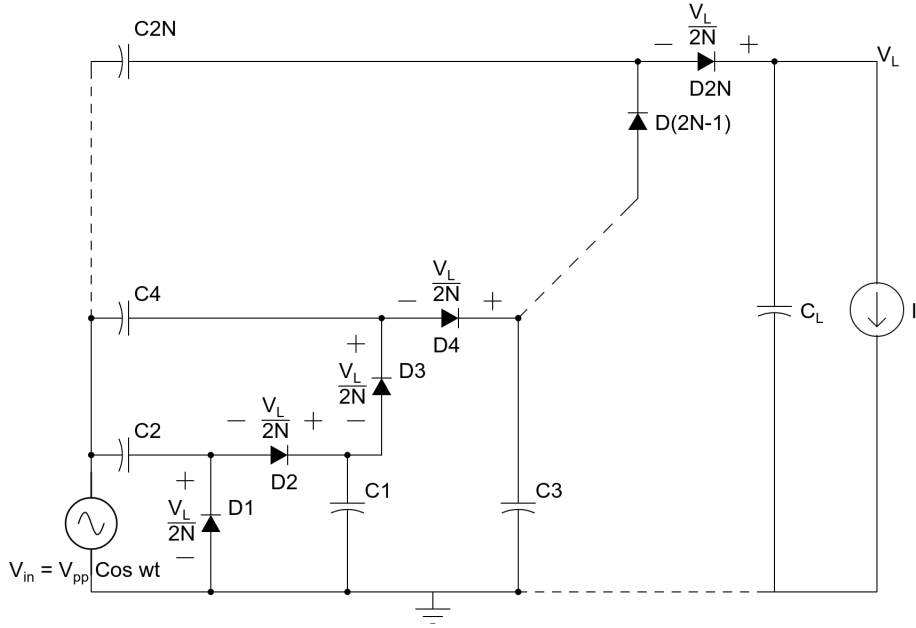 C2N
− V_L/2N +
V_L
D2N
D(2N-1)
C4
− V_L/2N +
D4
C_L
I
+ V_L/2N −
D3
C2
− V_L/2N +
D2
C1
C3
+ V_L/2N −
D1
V_in = V_pp Cos wt